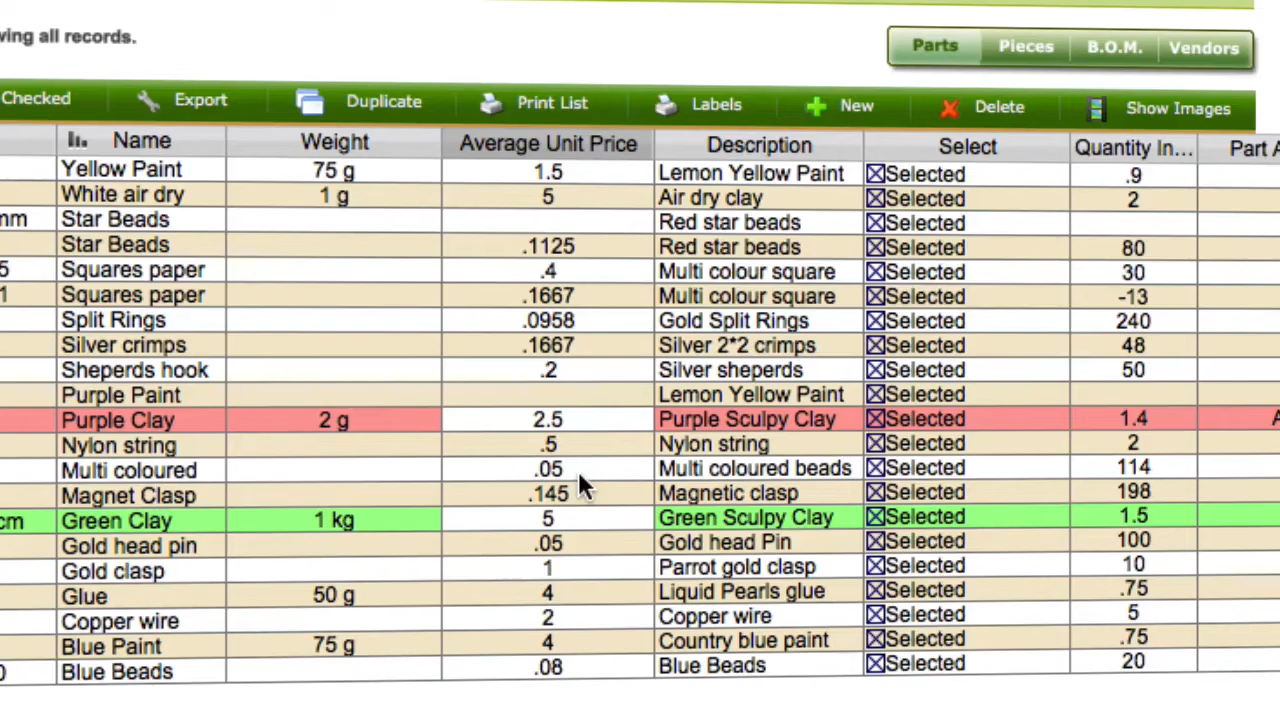 wing all records.
Parts Pieces B.O.M. Vendors
Checked Export Duplicate Print List Labels New Delete Show Images
Name Weight Average Unit Price Description Select Quantity In... Part A
Yellow Paint 75 g 1.5 Lemon Yellow Paint Selected .9
White air dry 1 g 5 Air dry clay Selected 2
mm Star Beads Red star beads Selected
Star Beads .1125 Red star beads Selected 80
5 Squares paper .4 Multi colour square Selected 30
1 Squares paper .1667 Multi colour square Selected -13
Split Rings .0958 Gold Split Rings Selected 240
Silver crimps .1667 Silver 2*2 crimps Selected 48
Sheperds hook .2 Silver sheperds Selected 50
Purple Paint Lemon Yellow Paint Selected
Purple Clay 2 g 2.5 Purple Sculpy Clay Selected 1.4 A
Nylon string .5 Nylon string Selected 2
Multi coloured .05 Multi coloured beads Selected 114
Magnet Clasp .145 Magnetic clasp Selected 198
cm Green Clay 1 kg 5 Green Sculpy Clay Selected 1.5
Gold head pin .05 Gold head Pin Selected 100
Gold clasp 1 Parrot gold clasp Selected 10
Glue 50 g 4 Liquid Pearls glue Selected .75
Copper wire 2 Copper wire Selected 5
Blue Paint 75 g 4 Country blue paint Selected .75
0 Blue Beads .08 Blue Beads Selected 20